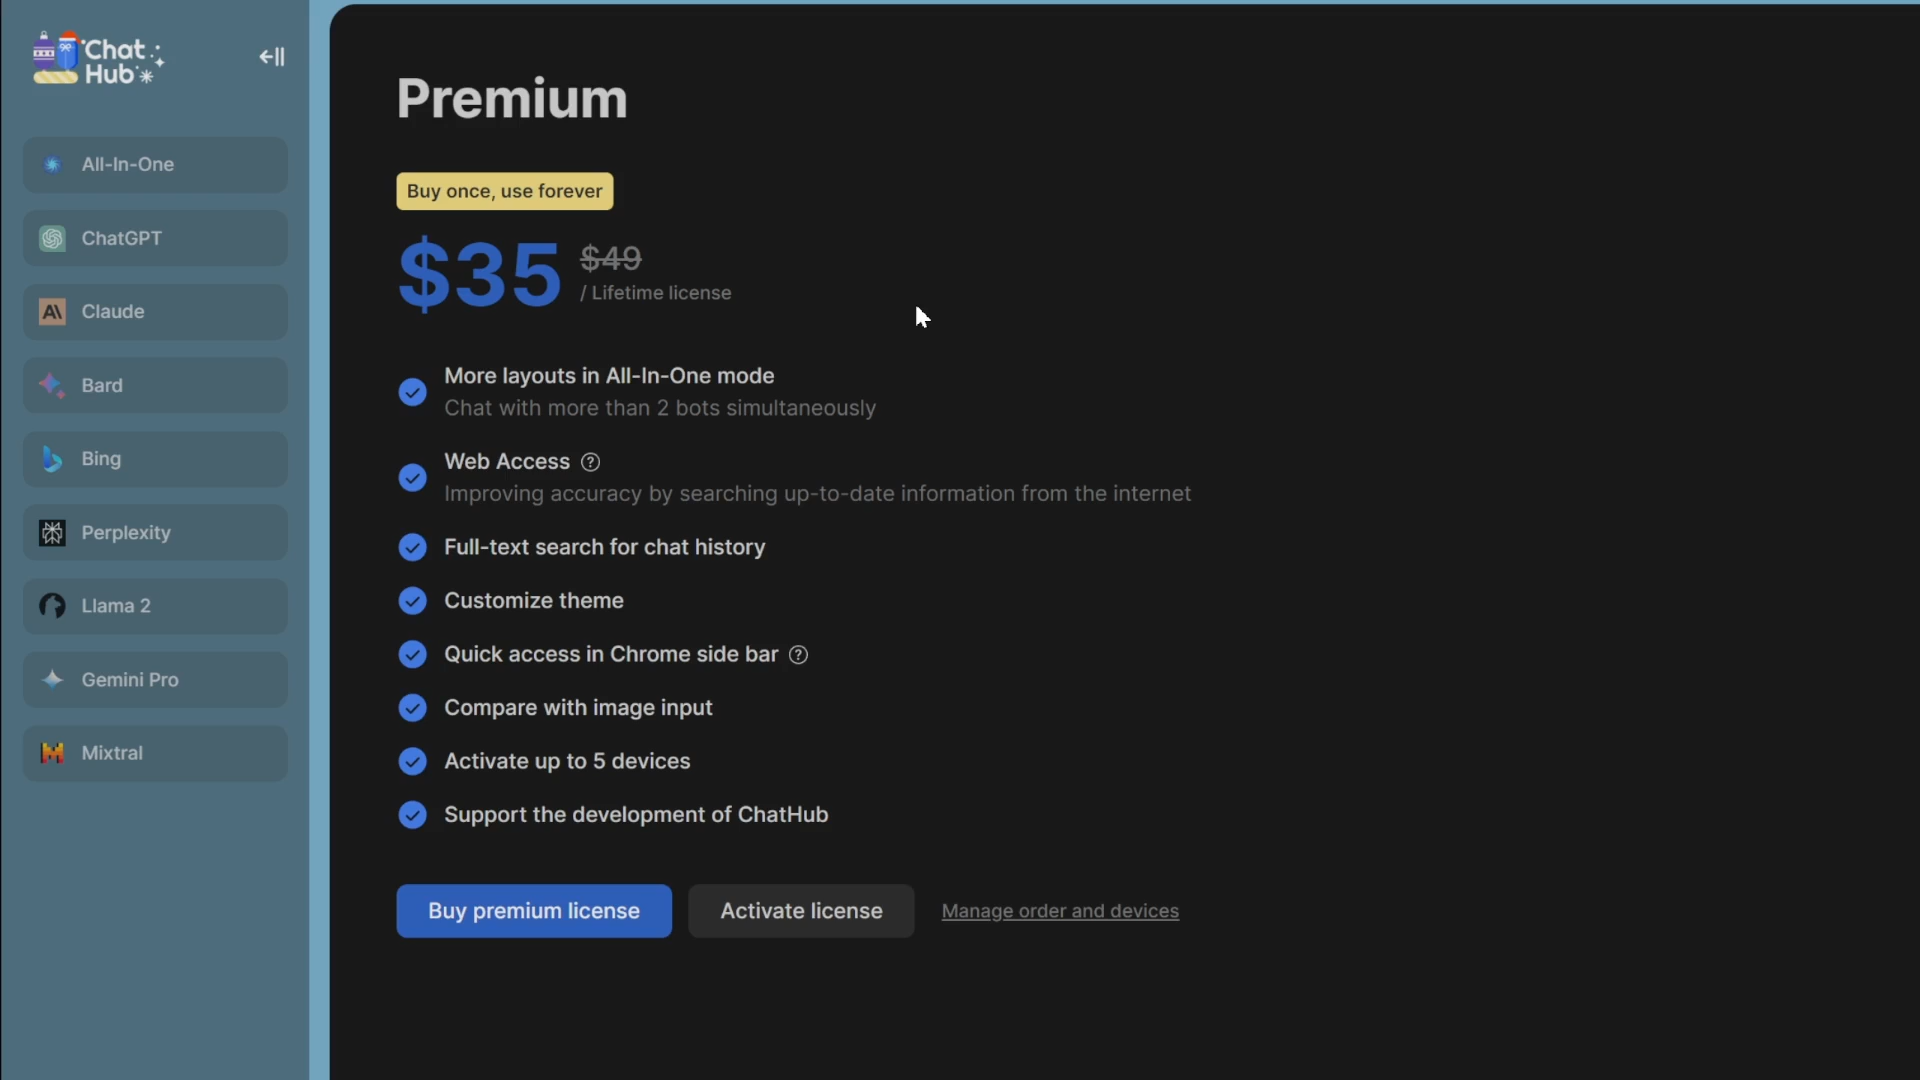 Chat
Hub
All-In-One
ChatGPT
Claude
Bard
Bing
Perplexity
Llama 2
Gemini Pro
Mixtral
Premium
Buy once, use forever
$35
$49
/ Lifetime license
More layouts in All-In-One mode
Chat with more than 2 bots simultaneously
Web Access
Improving accuracy by searching up-to-date information from the internet
Full-text search for chat history
Customize theme
Quick access in Chrome side bar
Compare with image input
Activate up to 5 devices
Support the development of ChatHub
Buy premium license
Activate license
Manage order and devices